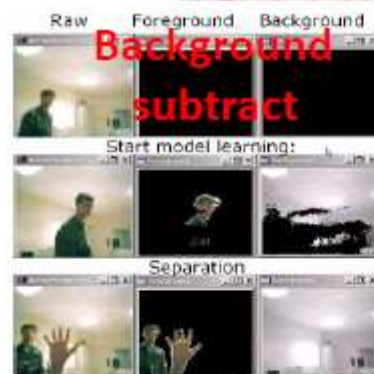 Raw Foreground Background
Background
subtract
Start model learning:
Separation